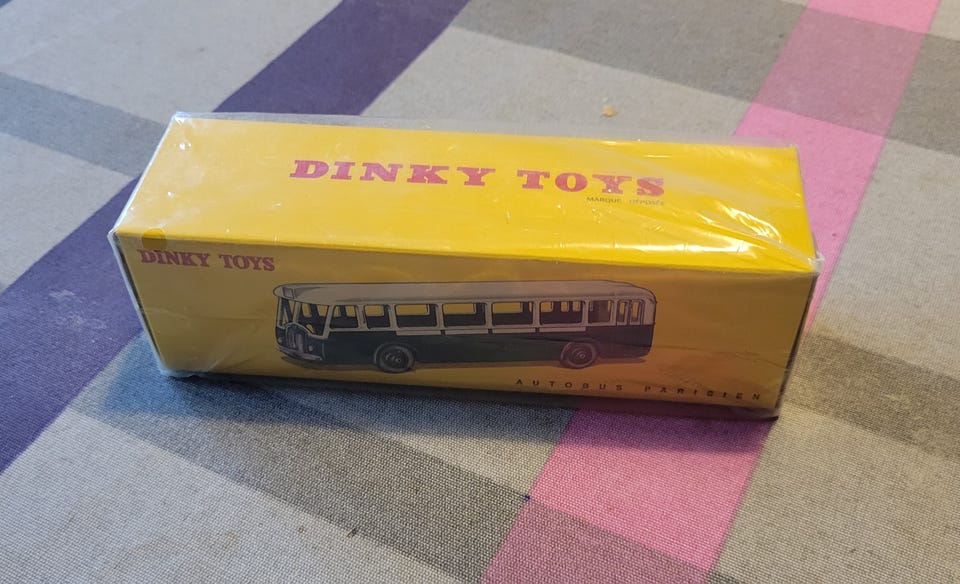 DINKY TOYS
MARQUE DÉPOSÉE
DINKY TOYS
AUTOBUS PARISIEN